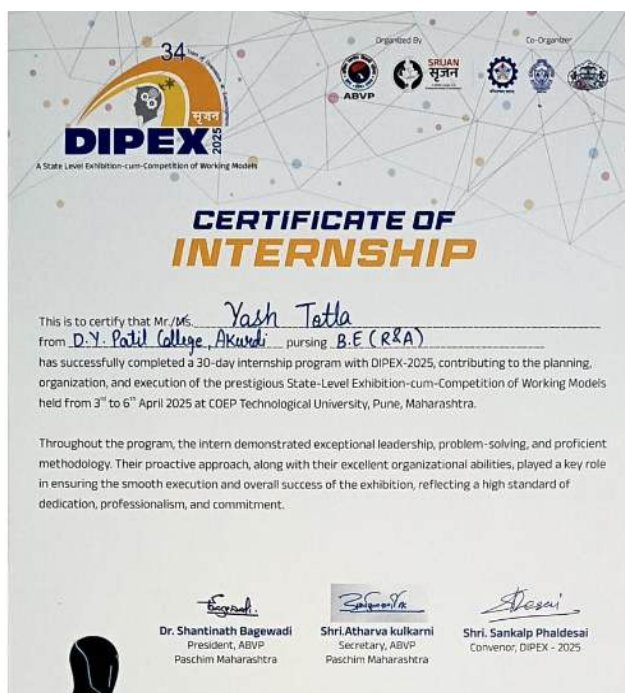 34
सृजन
DIPEX
2025
A State Level Exhibition-cum-Competition of Working Models
Organized By
Co-Organizer
ABVP
SRIJAN
सृजन
CERTIFICATE OF
INTERNSHIP
This is to certify that Mr./Ms. Yash Totla
from D.Y. Patil College, Akurdi pursing B.E (R&A)
has successfully completed a 30-day internship program with DIPEX-2025, contributing to the planning,
organization, and execution of the prestigious State-Level Exhibition-cum-Competition of Working Models
held from 3rd to 6th April 2025 at COEP Technological University, Pune, Maharashtra.
Throughout the program, the intern demonstrated exceptional leadership, problem-solving, and proficient
methodology. Their proactive approach, along with their excellent organizational abilities, played a key role
in ensuring the smooth execution and overall success of the exhibition, reflecting a high standard of
dedication, professionalism, and commitment.
Dr. Shantinath Bagewadi
President, ABVP
Paschim Maharashtra
Shri.Atharva kulkarni
Secretary, ABVP
Paschim Maharashtra
Shri. Sankalp Phaldesai
Convenor, DIPEX - 2025